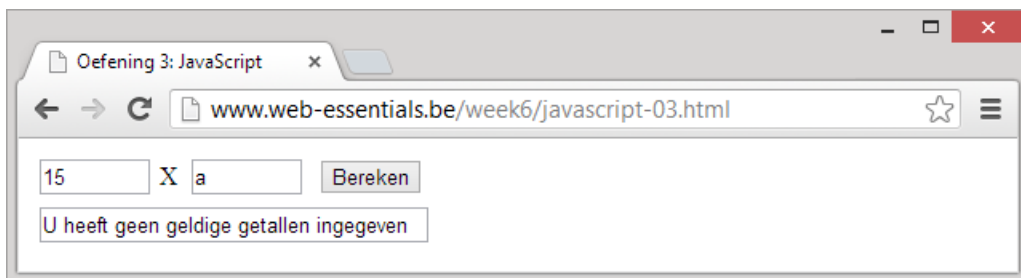 Oefening 3: JavaScript
www.web-essentials.be/week6/javascript-03.html
15 X a Bereken
U heeft geen geldige getallen ingegeven